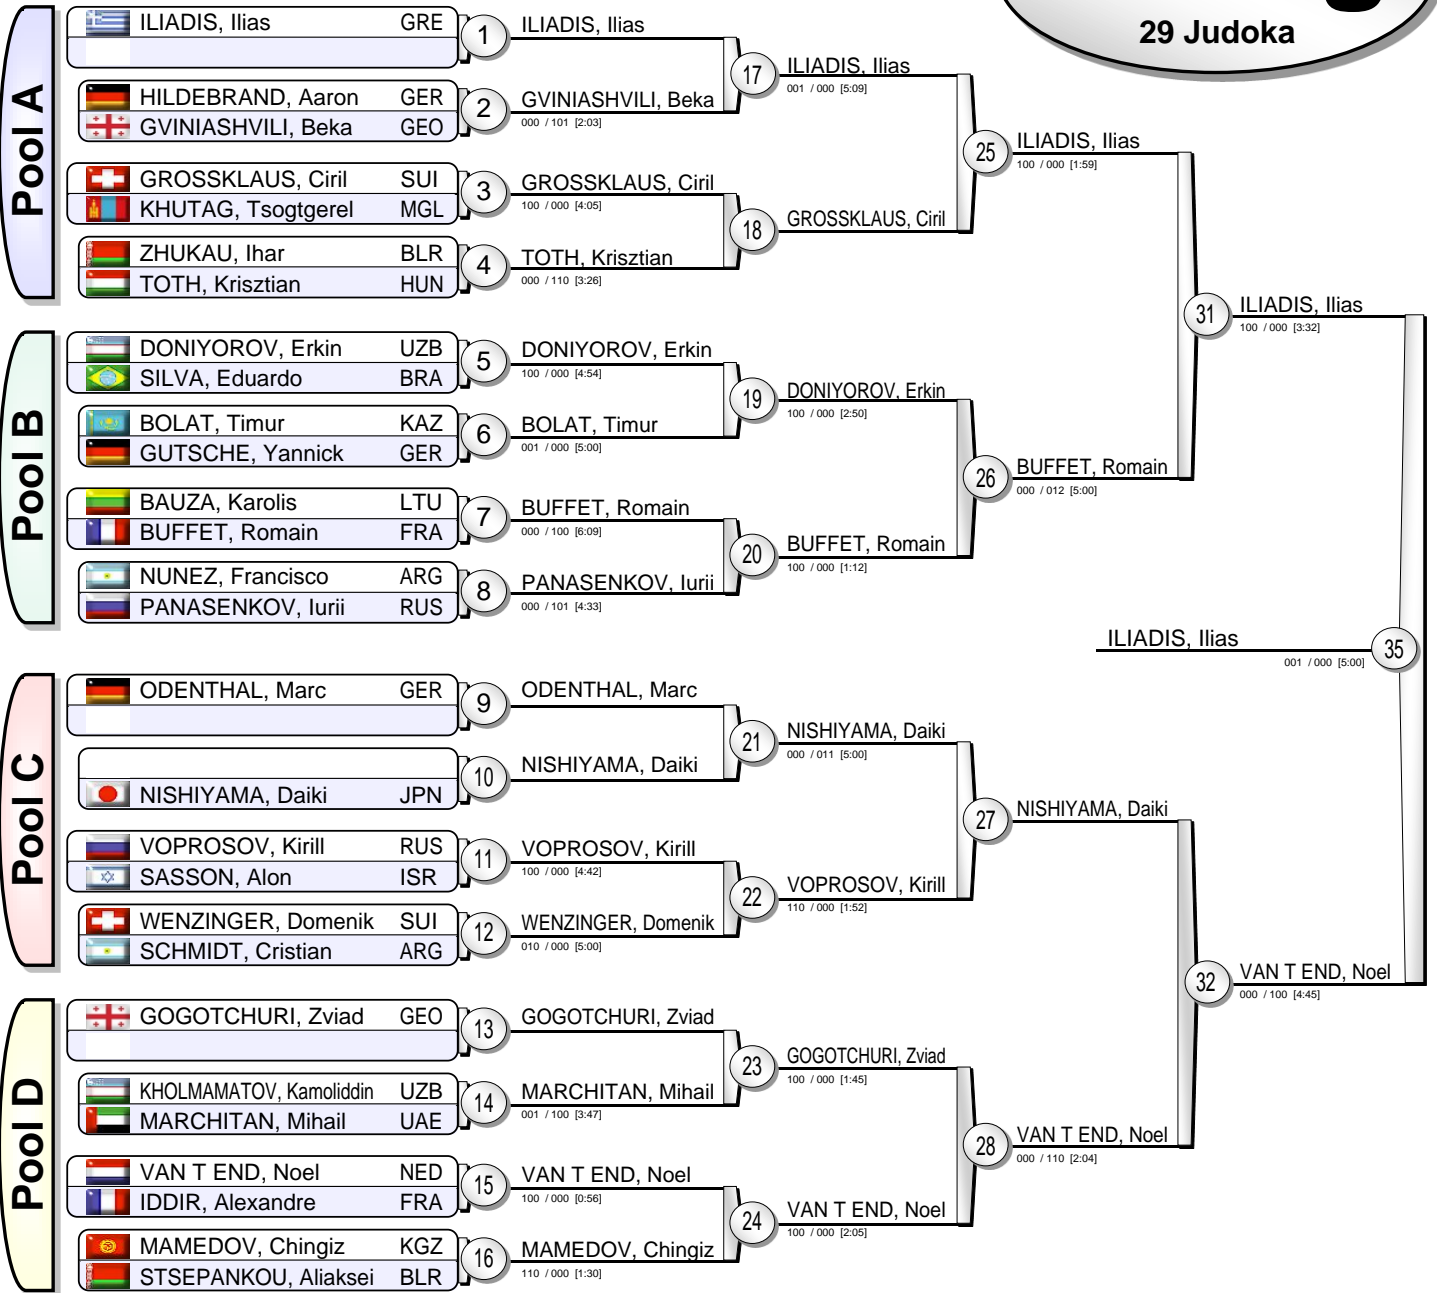 29 Judoka
Pool A
ILIADIS, Ilias GRE
1
HILDEBRAND, Aaron GER
GVINIASHVILI, Beka GEO
2
GROSSKLAUS, Ciril SUI
KHUTAG, Tsogtgerel MGL
3
ZHUKAU, Ihar BLR
TOTH, Krisztian HUN
4
Pool B
DONIYOROV, Erkin UZB
SILVA, Eduardo BRA
5
BOLAT, Timur KAZ
GUTSCHE, Yannick GER
6
BAUZA, Karolis LTU
BUFFET, Romain FRA
7
NUNEZ, Francisco ARG
PANASENKOV, Iurii RUS
8
Pool C
ODENTHAL, Marc GER
9
NISHIYAMA, Daiki JPN
10
VOPROSOV, Kirill RUS
SASSON, Alon ISR
11
WENZINGER, Domenik SUI
SCHMIDT, Cristian ARG
12
Pool D
GOGOTCHURI, Zviad GEO
13
KHOLMAMATOV, Kamoliddin UZB
MARCHITAN, Mihail UAE
14
VAN T END, Noel NED
IDDIR, Alexandre FRA
15
MAMEDOV, Chingiz KGZ
STSEPANKOU, Aliaksei BLR
16
ILIADIS, Ilias
GVINIASHVILI, Beka
000 / 101 [2:03]
17
GROSSKLAUS, Ciril
100 / 000 [4:05]
TOTH, Krisztian
000 / 110 [3:26]
18
DONIYOROV, Erkin
100 / 000 [4:54]
BOLAT, Timur
001 / 000 [5:00]
19
BUFFET, Romain
000 / 100 [6:09]
PANASENKOV, Iurii
000 / 101 [4:33]
20
ODENTHAL, Marc
NISHIYAMA, Daiki
21
VOPROSOV, Kirill
100 / 000 [4:42]
WENZINGER, Domenik
010 / 000 [5:00]
22
GOGOTCHURI, Zviad
MARCHITAN, Mihail
001 / 100 [3:47]
23
VAN T END, Noel
100 / 000 [0:56]
MAMEDOV, Chingiz
110 / 000 [1:30]
24
ILIADIS, Ilias
001 / 000 [5:09]
GROSSKLAUS, Ciril
25
DONIYOROV, Erkin
100 / 000 [2:50]
BUFFET, Romain
100 / 000 [1:12]
26
NISHIYAMA, Daiki
000 / 011 [5:00]
VOPROSOV, Kirill
110 / 000 [1:52]
27
GOGOTCHURI, Zviad
100 / 000 [1:45]
VAN T END, Noel
100 / 000 [2:05]
28
ILIADIS, Ilias
100 / 000 [1:59]
BUFFET, Romain
000 / 012 [5:00]
31
NISHIYAMA, Daiki
VAN T END, Noel
000 / 110 [2:04]
32
ILIADIS, Ilias
100 / 000 [3:32]
VAN T END, Noel
000 / 100 [4:45]
35
ILIADIS, Ilias
001 / 000 [5:00]